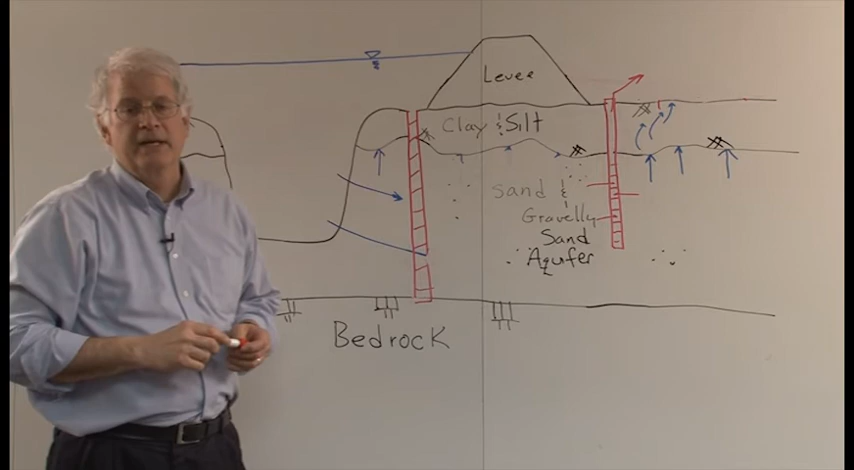 Levee
Clay & Silt
Sand &
Gravelly
Sand
Aquifer
Bedrock